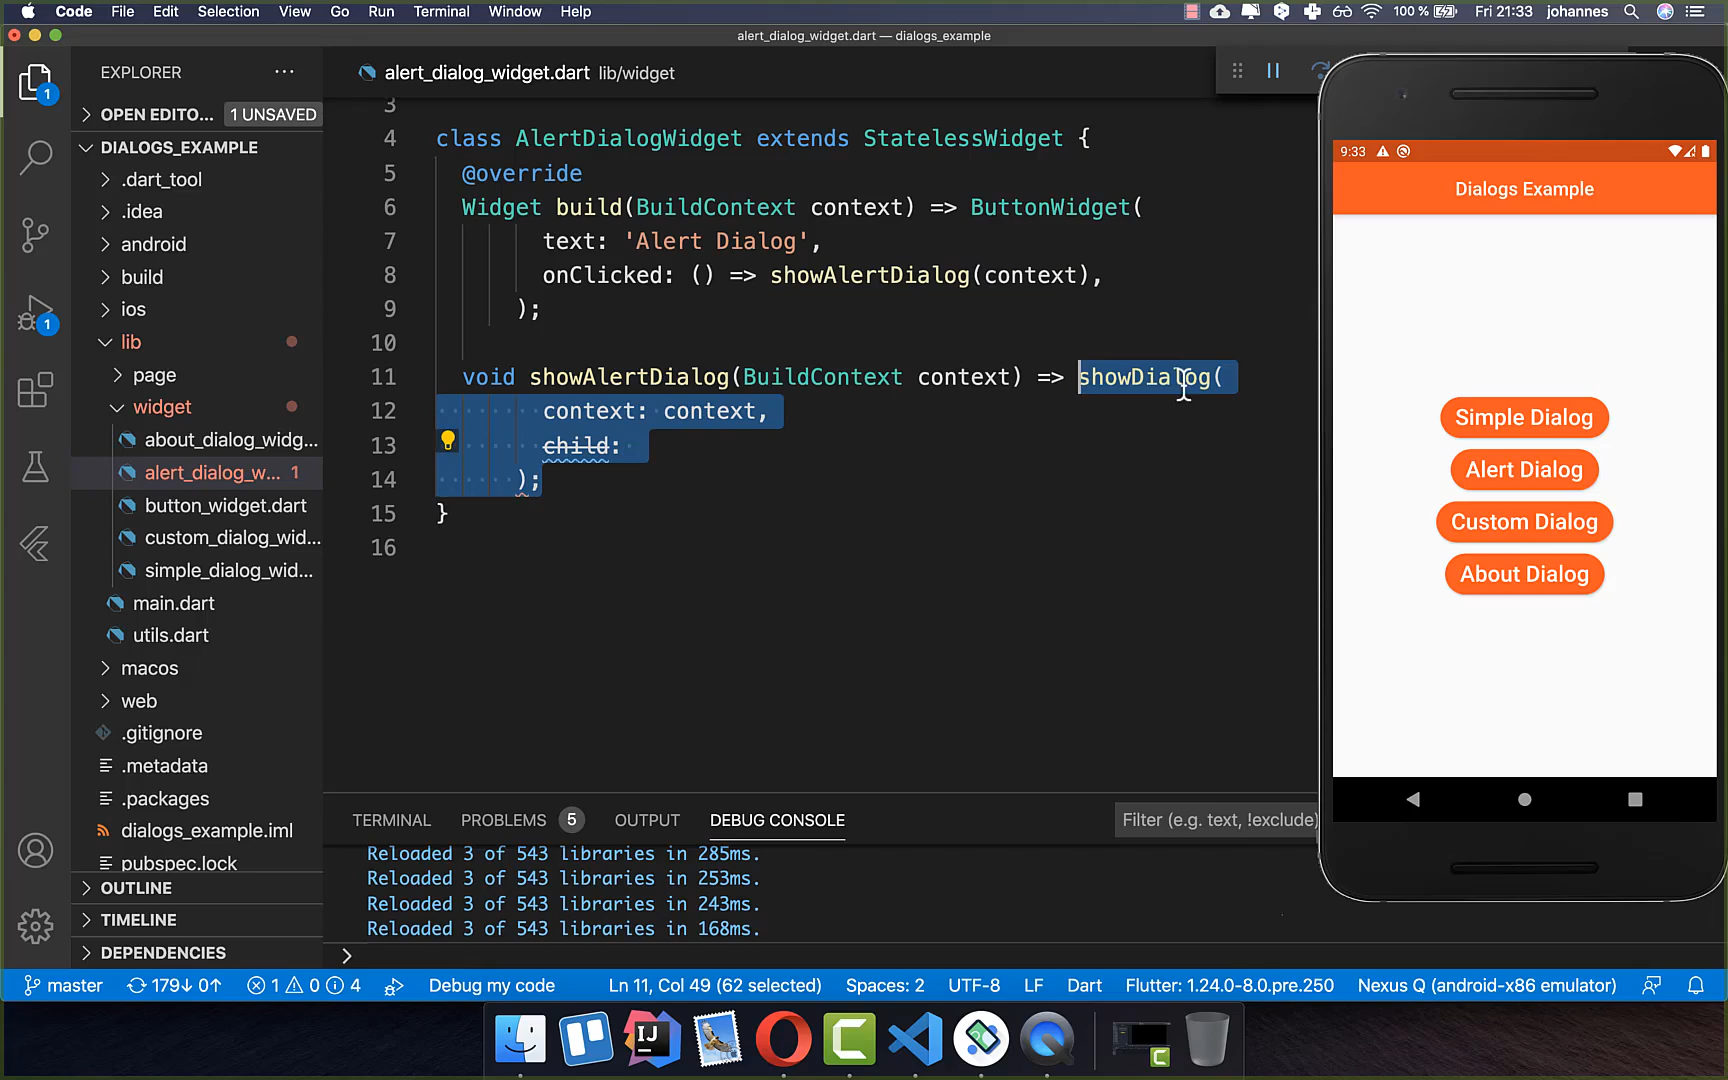 Code File Edit Selection View Go Run Terminal Window Help 100 % Fri 21:33 johannes
alert_dialog_widget.dart — dialogs_example
EXPLORER ···
OPEN EDITO... 1 UNSAVED
DIALOGS_EXAMPLE
.dart_tool
.idea
android
build
ios
lib
page
widget
about_dialog_widg...
alert_dialog_w... 1
button_widget.dart
custom_dialog_wid...
simple_dialog_wid...
main.dart
utils.dart
macos
web
.gitignore
.metadata
.packages
dialogs_example.iml
pubspec.lock
OUTLINE
TIMELINE
DEPENDENCIES
1
1
alert_dialog_widget.dart lib/widget
3
4 class AlertDialogWidget extends StatelessWidget {
5 @override
6 Widget build(BuildContext context) => ButtonWidget(
7 text: 'Alert Dialog',
8 onClicked: () => showAlertDialog(context),
9 );
10
11 void showAlertDialog(BuildContext context) => showDialog(
12 context: context,
13 child:
14 );
15 }
16
TERMINAL PROBLEMS 5 OUTPUT DEBUG CONSOLE Filter (e.g. text, !exclude)
Reloaded 3 of 543 libraries in 285ms.
Reloaded 3 of 543 libraries in 253ms.
Reloaded 3 of 543 libraries in 243ms.
Reloaded 3 of 543 libraries in 168ms.
9:33
Dialogs Example
Simple Dialog
Alert Dialog
Custom Dialog
About Dialog
master 179↓ 0↑ 1 0 4 Debug my code Ln 11, Col 49 (62 selected) Spaces: 2 UTF-8 LF Dart Flutter: 1.24.0-8.0.pre.250 Nexus Q (android-x86 emulator)
IJ
C
C